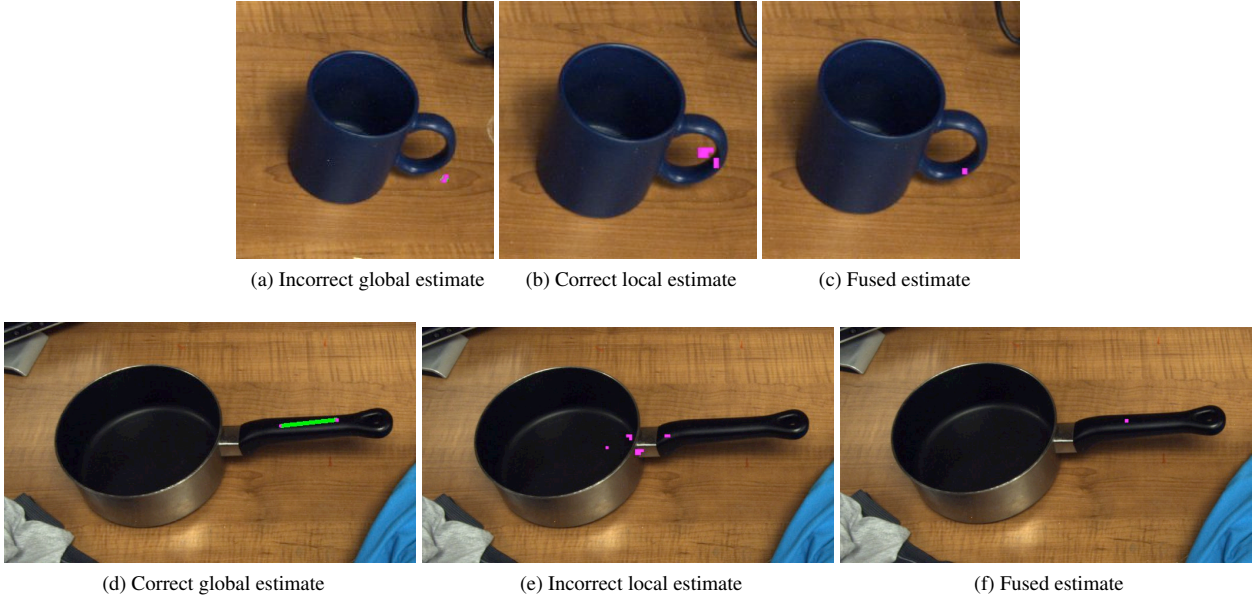 (a) Incorrect global estimate
(b) Correct local estimate
(c) Fused estimate
(d) Correct global estimate
(e) Incorrect local estimate
(f) Fused estimate